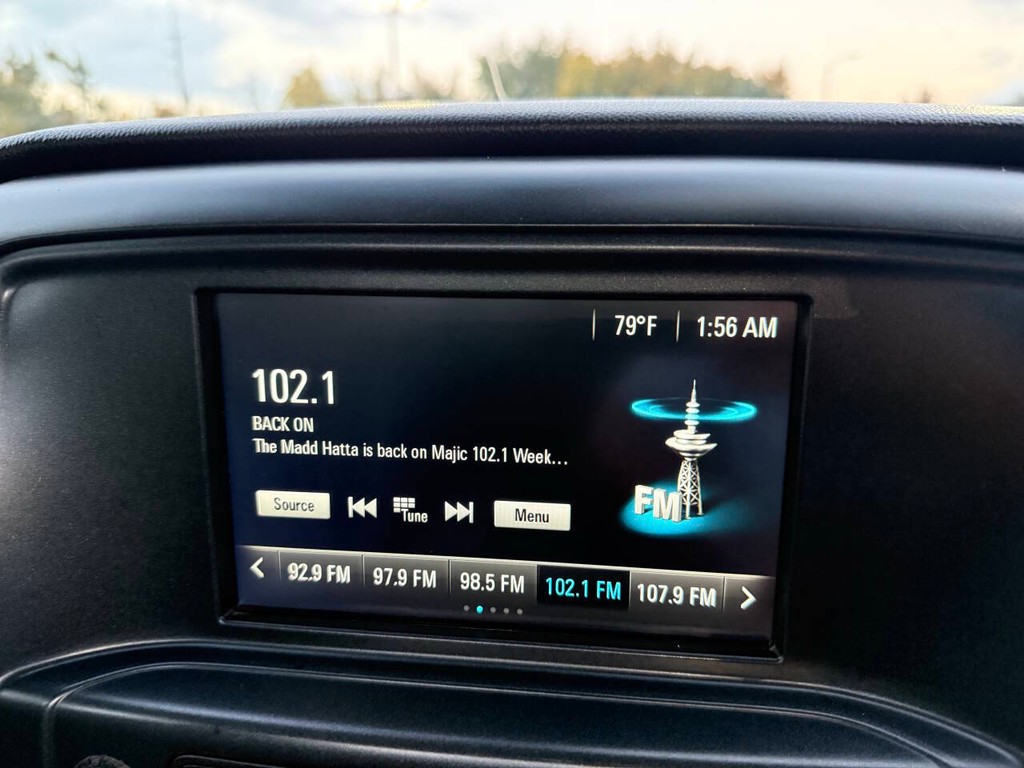 79°F 1:56 AM
102.1
BACK ON
The Madd Hatta is back on Majic 102.1 Week...
FM
Source Tune Menu
92.9 FM 97.9 FM 98.5 FM 102.1 FM 107.9 FM